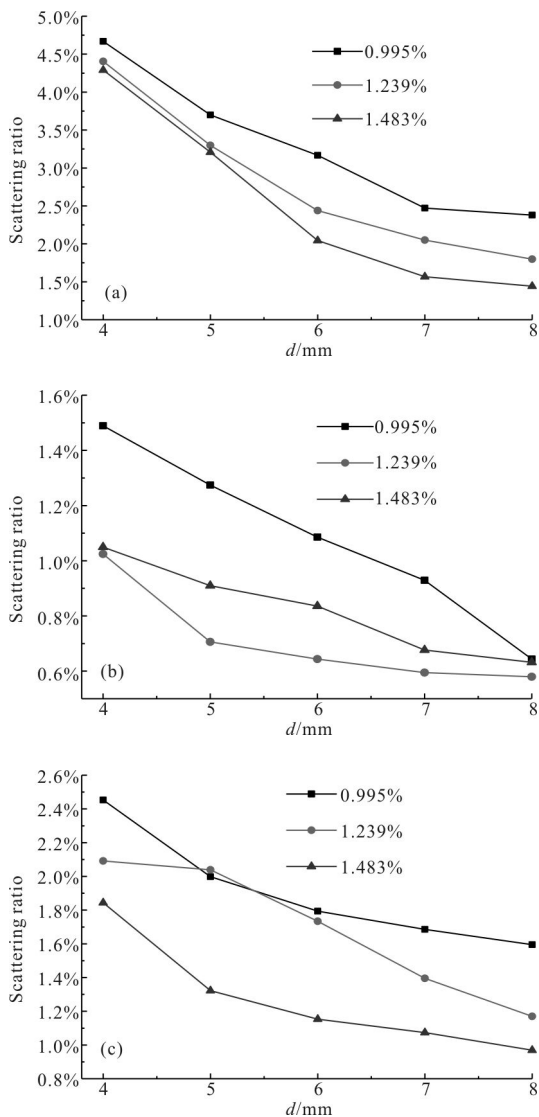 5.0%
4.5%
4.0%
3.5%
3.0%
2.5%
2.0%
1.5%
1.0%
Scattering ratio
0.995%
1.239%
1.483%
(a)
4 5 6 7 8
d/mm
1.6%
1.4%
1.2%
1.0%
0.8%
0.6%
Scattering ratio
0.995%
1.239%
1.483%
(b)
4 5 6 7 8
d/mm
2.6%
2.4%
2.2%
2.0%
1.8%
1.6%
1.4%
1.2%
1.0%
0.8%
Scattering ratio
0.995%
1.239%
1.483%
(c)
4 5 6 7 8
d/mm